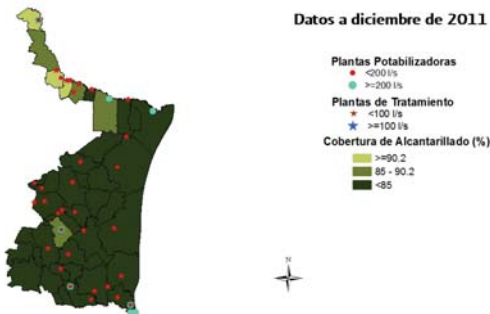 Datos a diciembre de 2011
Plantas Potabilizadoras
<200 l/s
>=200 l/s
Plantas de Tratamiento
<100 l/s
>=100 l/s
Cobertura de Alcantarillado (%)
>=90.2
85 - 90.2
<85
N